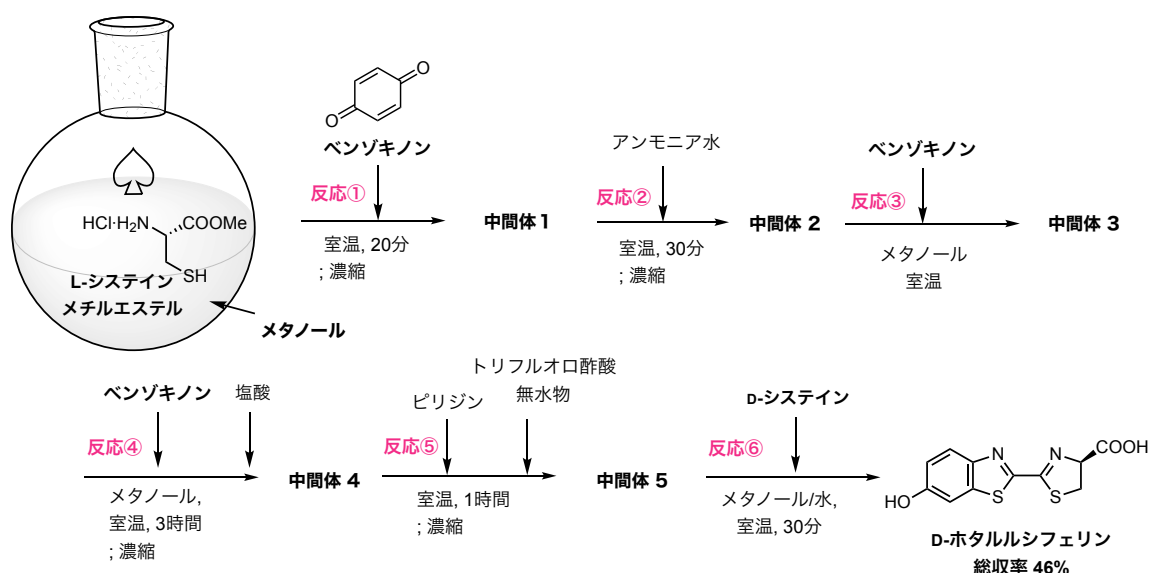 O
O
ベンゾキノン
反応①
室温, 20分
; 濃縮
中間体 1
アンモニア水
反応②
室温, 30分
; 濃縮
中間体 2
ベンゾキノン
反応③
メタノール
室温
中間体 3
HCl·H₂N
COOMe
SH
L-システイン
メチルエステル
メタノール
ベンゾキノン
塩酸
反応④
メタノール,
室温, 3時間
; 濃縮
中間体 4
トリフルオロ酢酸
無水物
ピリジン
反応⑤
室温, 1時間
; 濃縮
中間体 5
D-システイン
反応⑥
メタノール/水,
室温, 30分
HO
N
S
N
S
COOH
D-ホタルルシフェリン
総収率 46%